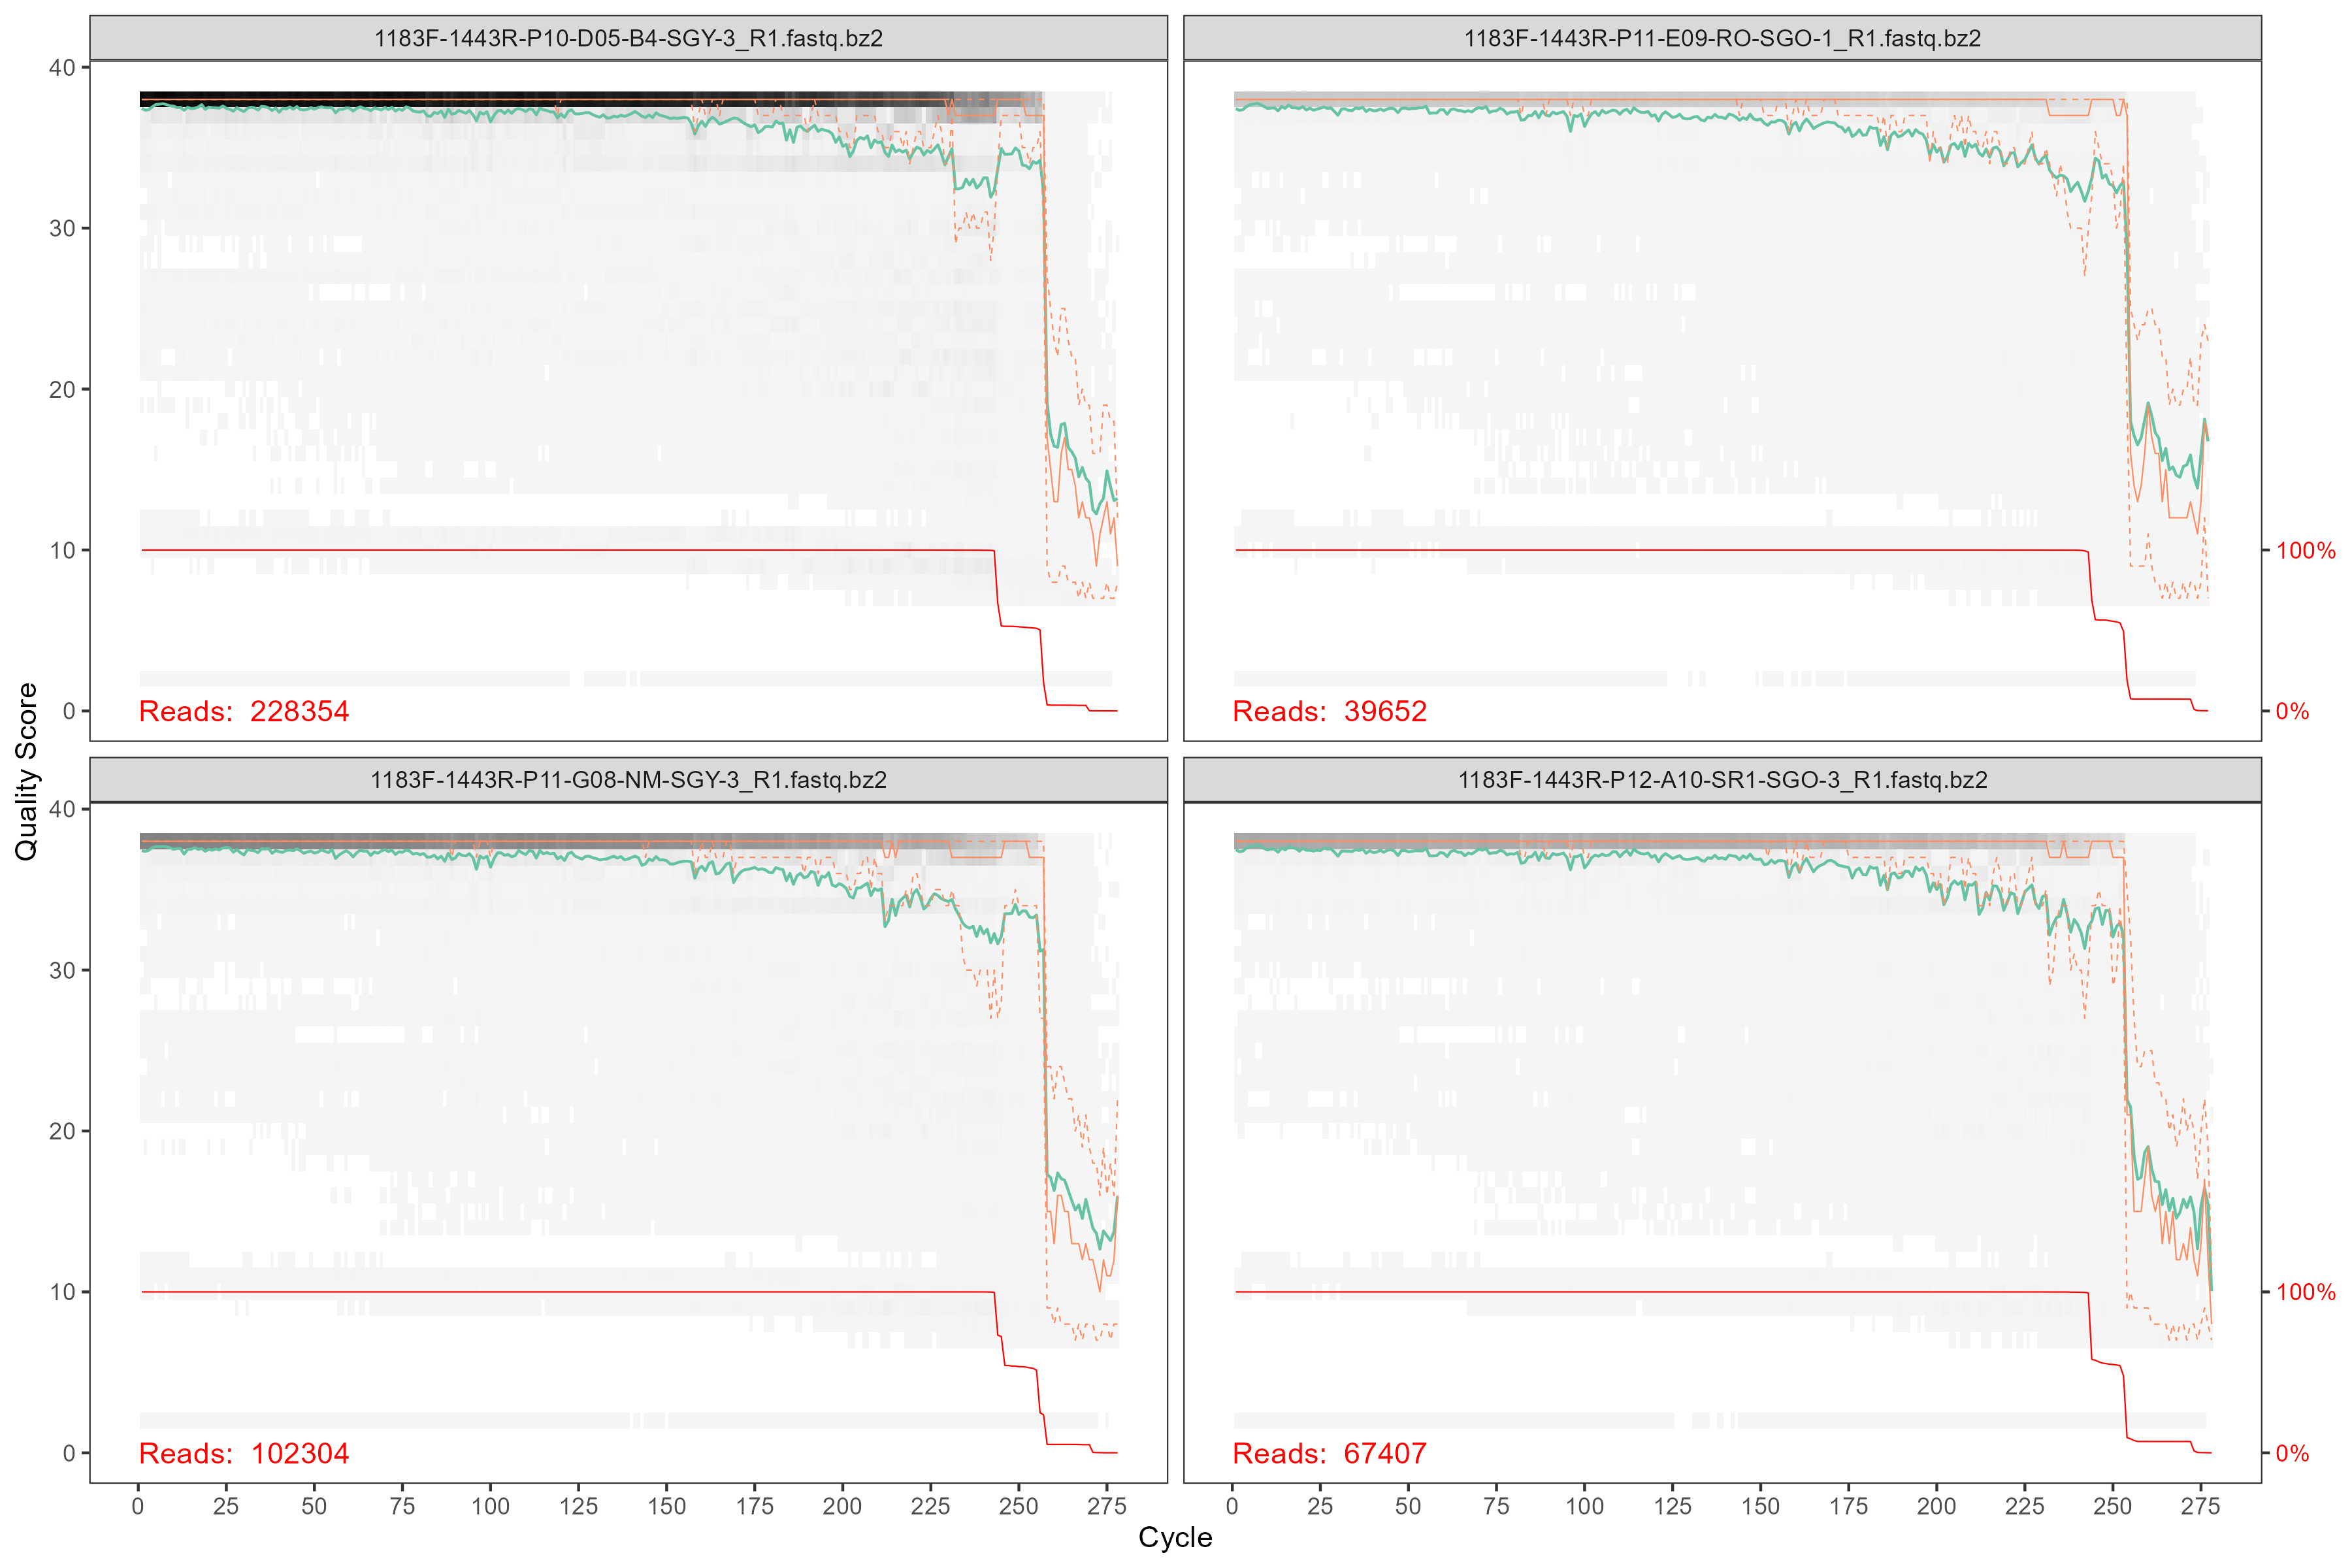 1183F-1443R-P10-D05-B4-SGY-3_R1.fastq.bz2
1183F-1443R-P11-E09-RO-SGO-1_R1.fastq.bz2
40
30
20
10
0
100%
0%
Reads: 228354
Reads: 39652
1183F-1443R-P11-G08-NM-SGY-3_R1.fastq.bz2
1183F-1443R-P12-A10-SR1-SGO-3_R1.fastq.bz2
40
30
20
10
0
100%
0%
Reads: 102304
Reads: 67407
0 25 50 75 100 125 150 175 200 225 250 275
0 25 50 75 100 125 150 175 200 225 250 275
Cycle
Quality Score